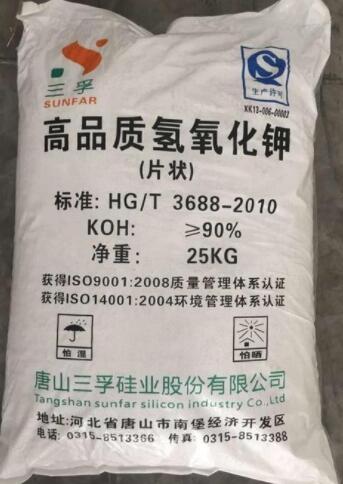 三孚
SUNFAR
生产许可
XK13-006-00002
高品质氢氧化钾
(片状)
标准: HG/T 3688-2010
KOH: ≥90%
净重: 25KG
获得ISO9001:2008质量管理体系认证
获得ISO14001:2004环境管理体系认证
怕湿
怕晒
唐山三孚硅业股份有限公司
Tangshan sunfar silicon industry Co.,Ltd
地址: 河北省唐山市南堡经济开发区
电话: 0315-8513366 传真: 0315-8513388